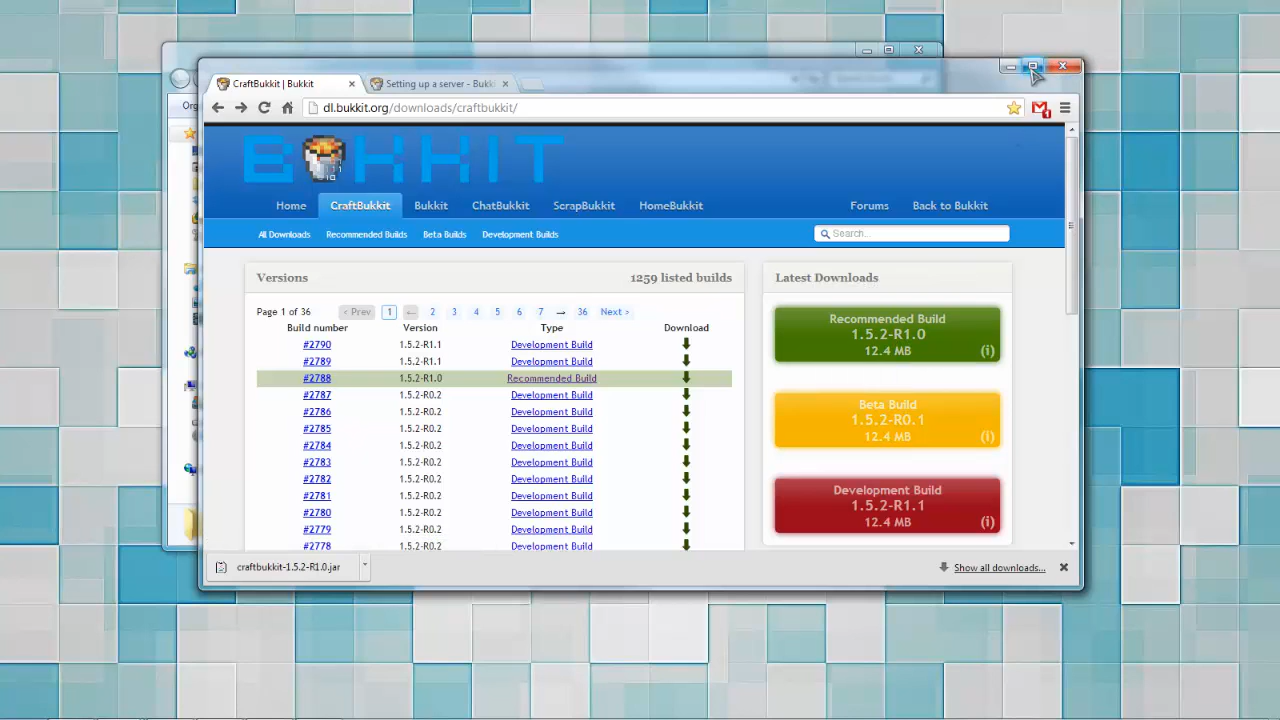 CraftBukkit | Bukkit
Setting up a server - Bukk
dl.bukkit.org/downloads/craftbukkit/
1
BUKKIT
Home CraftBukkit Bukkit ChatBukkit ScrapBukkit HomeBukkit Forums Back to Bukkit
All Downloads Recommended Builds Beta Builds Development Builds Search...
Versions 1259 listed builds
Page 1 of 36 ‹ Prev 1 ← 2 3 4 5 6 7 → 36 Next ›
Build number Version Type Download
#2790 1.5.2-R1.1 Development Build
#2789 1.5.2-R1.1 Development Build
#2788 1.5.2-R1.0 Recommended Build
#2787 1.5.2-R0.2 Development Build
#2786 1.5.2-R0.2 Development Build
#2785 1.5.2-R0.2 Development Build
#2784 1.5.2-R0.2 Development Build
#2783 1.5.2-R0.2 Development Build
#2782 1.5.2-R0.2 Development Build
#2781 1.5.2-R0.2 Development Build
#2780 1.5.2-R0.2 Development Build
#2779 1.5.2-R0.2 Development Build
#2778 1.5.2-R0.2 Development Build
Latest Downloads
Recommended Build
1.5.2-R1.0
12.4 MB (i)
Beta Build
1.5.2-R0.1
12.4 MB (i)
Development Build
1.5.2-R1.1
12.4 MB (i)
craftbukkit-1.5.2-R1.0.jar
Show all downloads...
Org